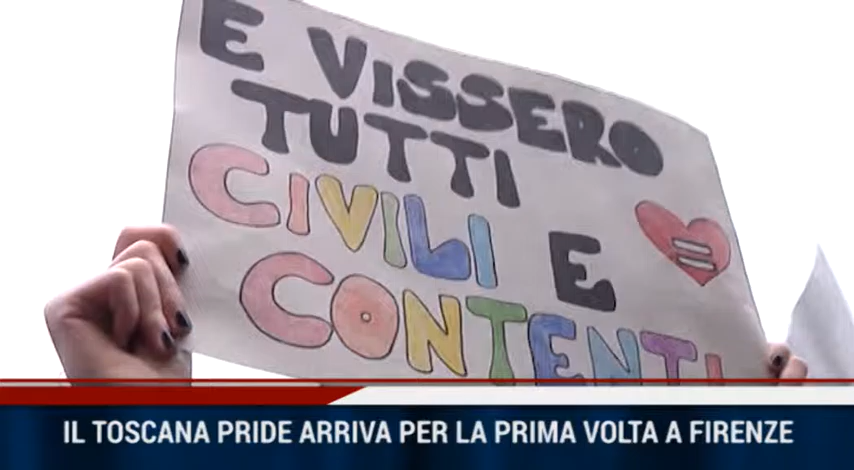 E VISSERO
TUTTI
CIVILI E
CONTENTI
IL TOSCANA PRIDE ARRIVA PER LA PRIMA VOLTA A FIRENZE